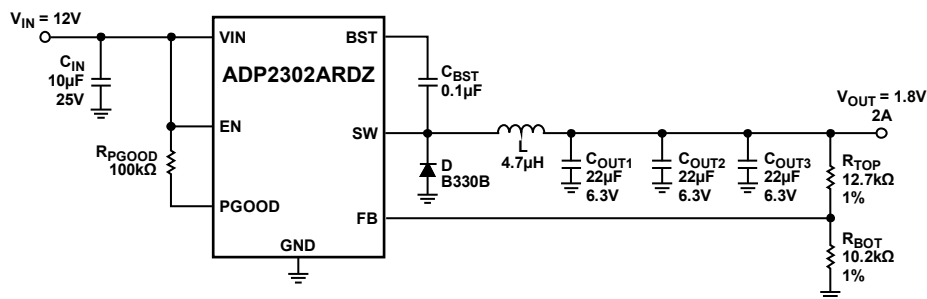 VIN = 12V
CIN
10µF
25V
RPGOOD
100kΩ
VIN
EN
PGOOD
ADP2302ARDZ
GND
BST
SW
FB
CBST
0.1µF
D
B330B
L
4.7µH
COUT1
22µF
6.3V
COUT2
22µF
6.3V
COUT3
22µF
6.3V
VOUT = 1.8V
2A
RTOP
12.7kΩ
1%
RBOT
10.2kΩ
1%